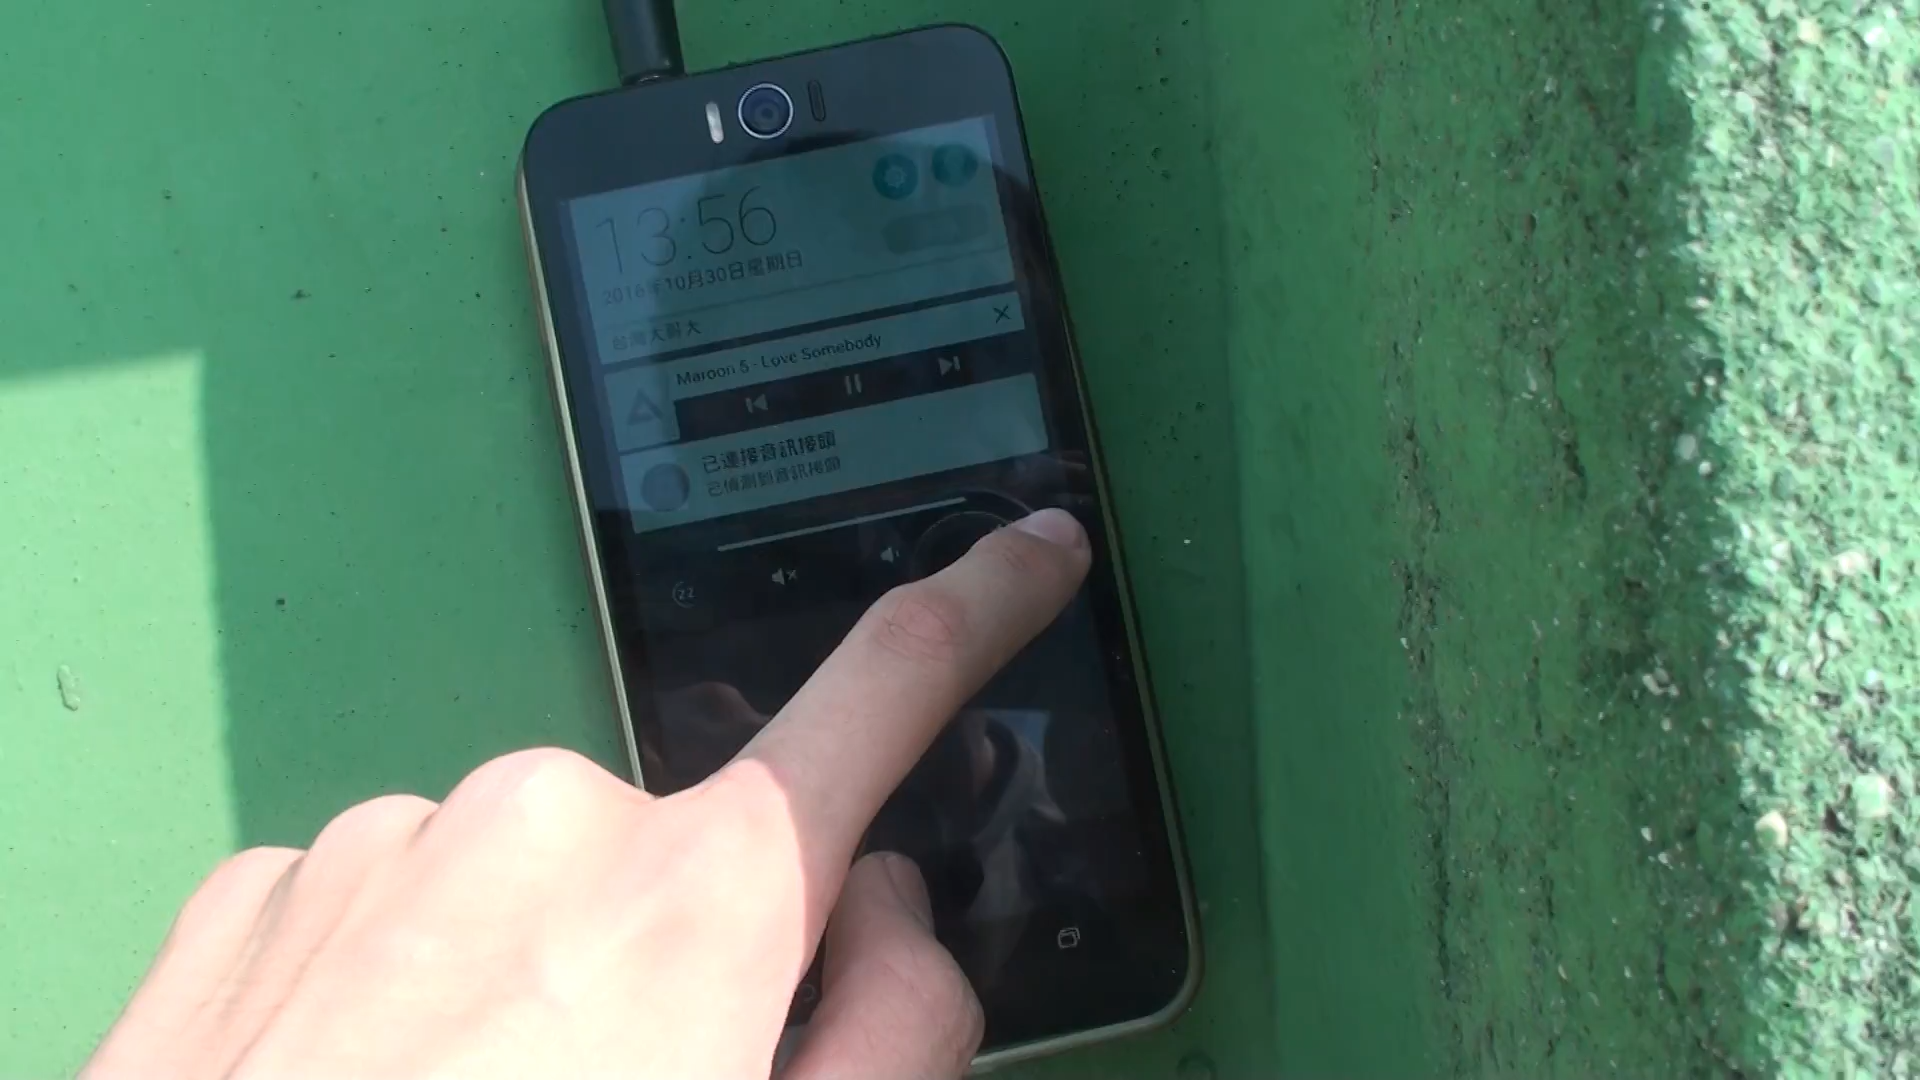 13:56
2016年10月30日星期日
台灣大哥大
Maroon 5 - Love Somebody
已連接音訊接頭
已偵測到音訊接頭
22